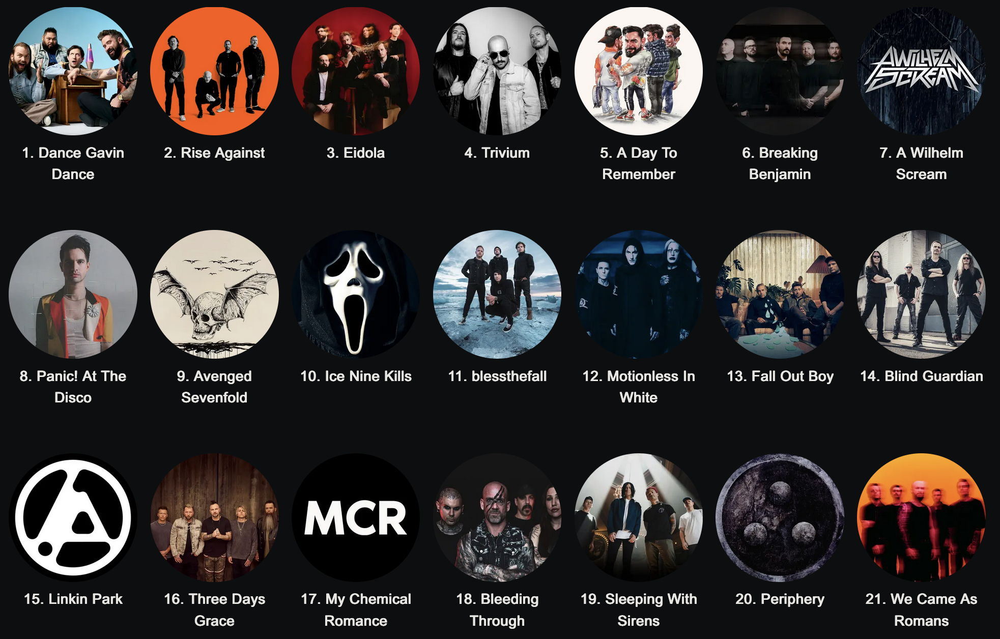 AWILHELM
SCREAM
1. Dance Gavin
Dance
2. Rise Against
3. Eidola
4. Trivium
5. A Day To
Remember
6. Breaking
Benjamin
7. A Wilhelm
Scream
8. Panic! At The
Disco
9. Avenged
Sevenfold
10. Ice Nine Kills
11. blessthefall
12. Motionless In
White
13. Fall Out Boy
14. Blind Guardian
MCR
15. Linkin Park
16. Three Days
Grace
17. My Chemical
Romance
18. Bleeding
Through
19. Sleeping With
Sirens
20. Periphery
21. We Came As
Romans